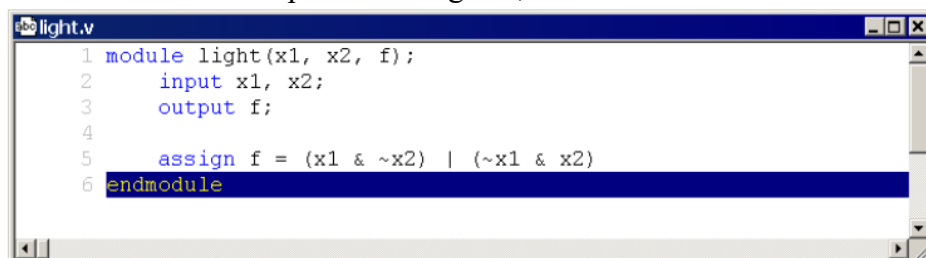 light.v
1 module light(x1, x2, f);
2 input x1, x2;
3 output f;
4
5 assign f = (x1 & ~x2) | (~x1 & x2)
6 endmodule